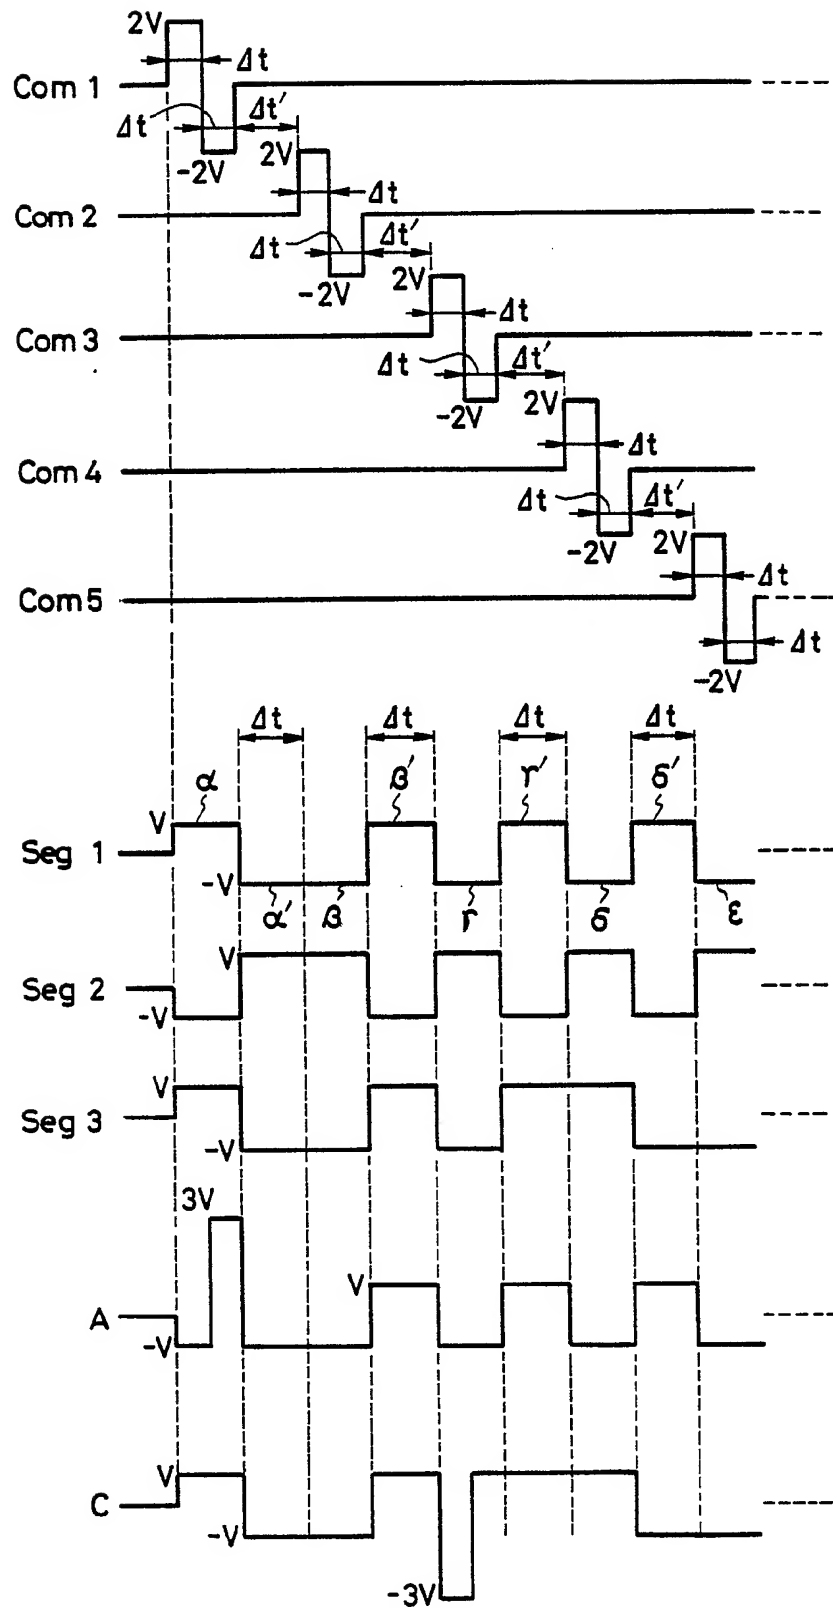 2V
Δt
Com 1
Δt Δt'
-2V 2V
Δt
Com 2
Δt Δt'
-2V 2V
Δt
Com 3
Δt Δt'
-2V 2V
Δt
Com 4
Δt Δt'
-2V 2V
Δt
Com 5
Δt
-2V
Δt Δt Δt Δt
α β' γ' δ'
V
Seg 1
-V
α' β γ δ ε
V
Seg 2
-V
V
Seg 3
-V
3V
V
A
-V
V
C
-V
-3V